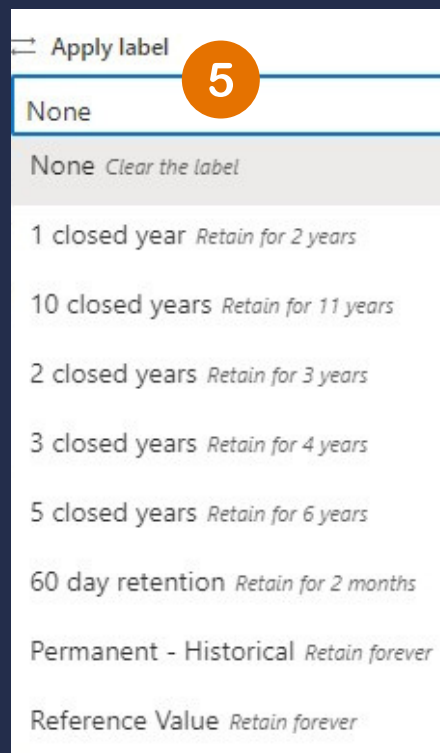 Apply label
5
None
None Clear the label
1 closed year Retain for 2 years
10 closed years Retain for 11 years
2 closed years Retain for 3 years
3 closed years Retain for 4 years
5 closed years Retain for 6 years
60 day retention Retain for 2 months
Permanent - Historical Retain forever
Reference Value Retain forever